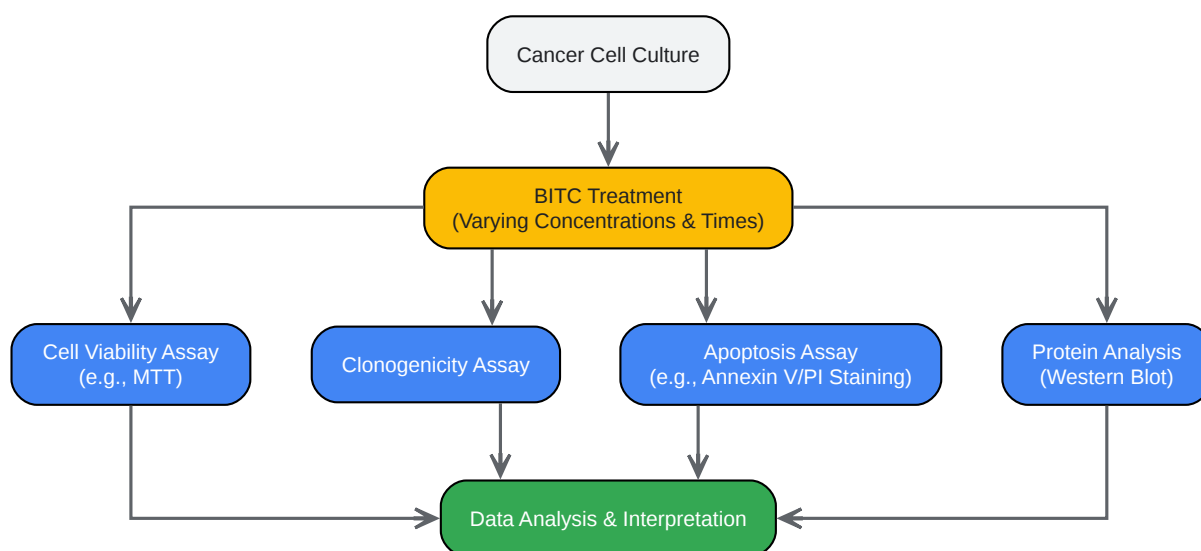 Cancer Cell Culture
BITC Treatment
(Varying Concentrations & Times)
Cell Viability Assay
(e.g., MTT)
Clonogenicity Assay
Apoptosis Assay
(e.g., Annexin V/PI Staining)
Protein Analysis
(Western Blot)
Data Analysis & Interpretation